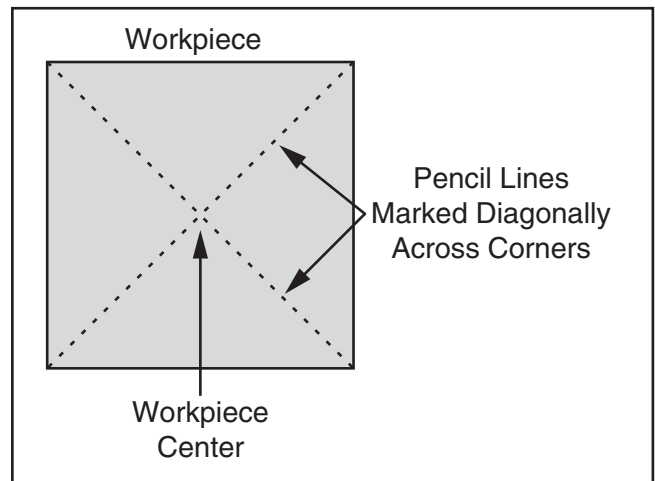 Workpiece
Pencil Lines
Marked Diagonally
Across Corners
Workpiece
Center